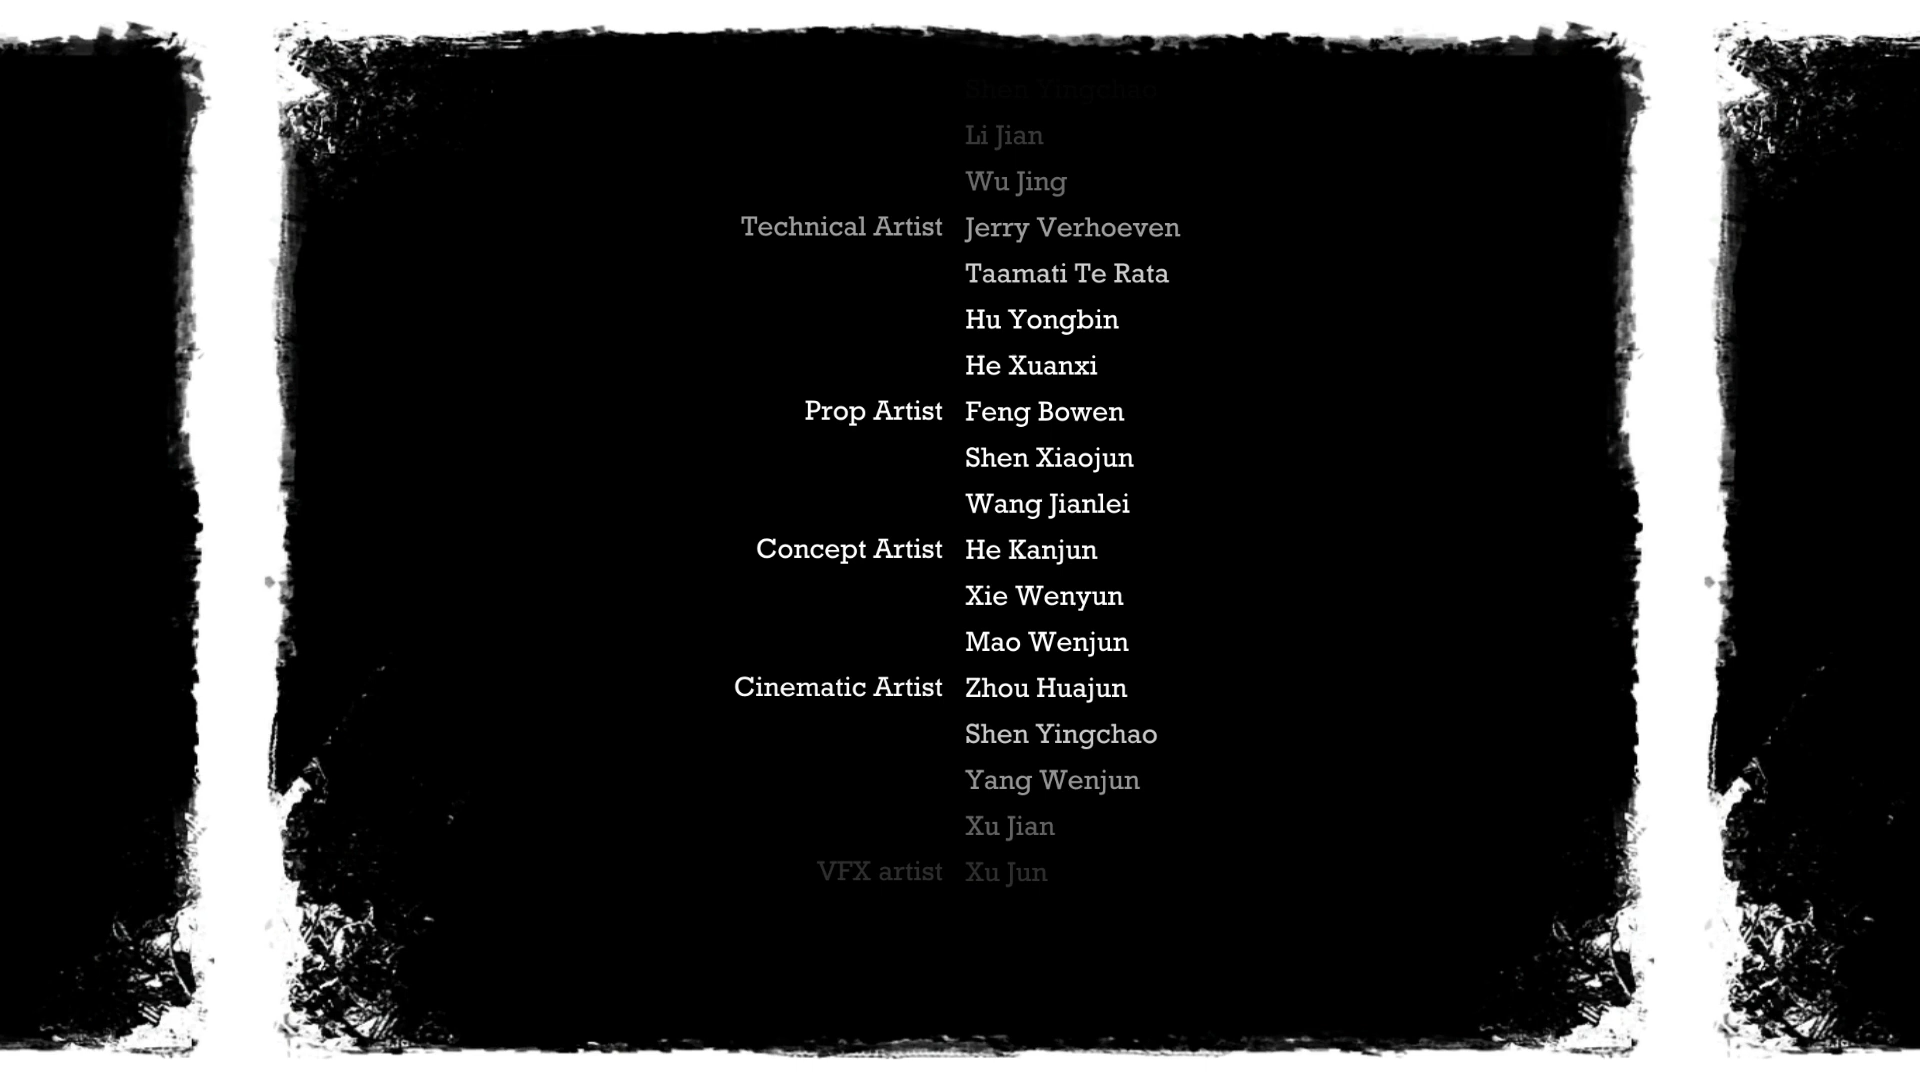 Shen Yingchao
Li Jian
Wu Jing
Technical Artist Jerry Verhoeven
Taamati Te Rata
Hu Yongbin
He Xuanxi
Prop Artist Feng Bowen
Shen Xiaojun
Wang Jianlei
Concept Artist He Kanjun
Xie Wenyun
Mao Wenjun
Cinematic Artist Zhou Huajun
Shen Yingchao
Yang Wenjun
Xu Jian
VFX artist Xu Jun